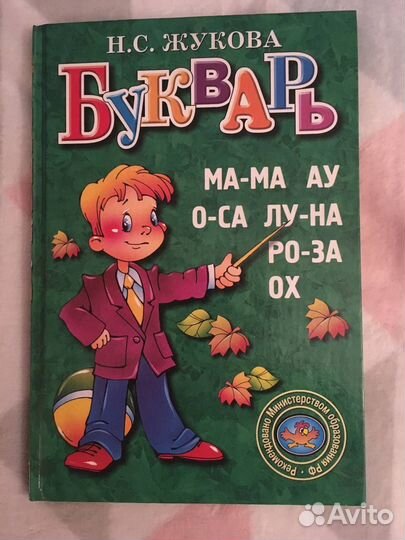 Н.С. ЖУКОВА
БУКВАРЬ
МА-МА АУ
О-СА ЛУ-НА
РО-ЗА
ОХ
Рекомендовано Министерством образования РФ
Avito